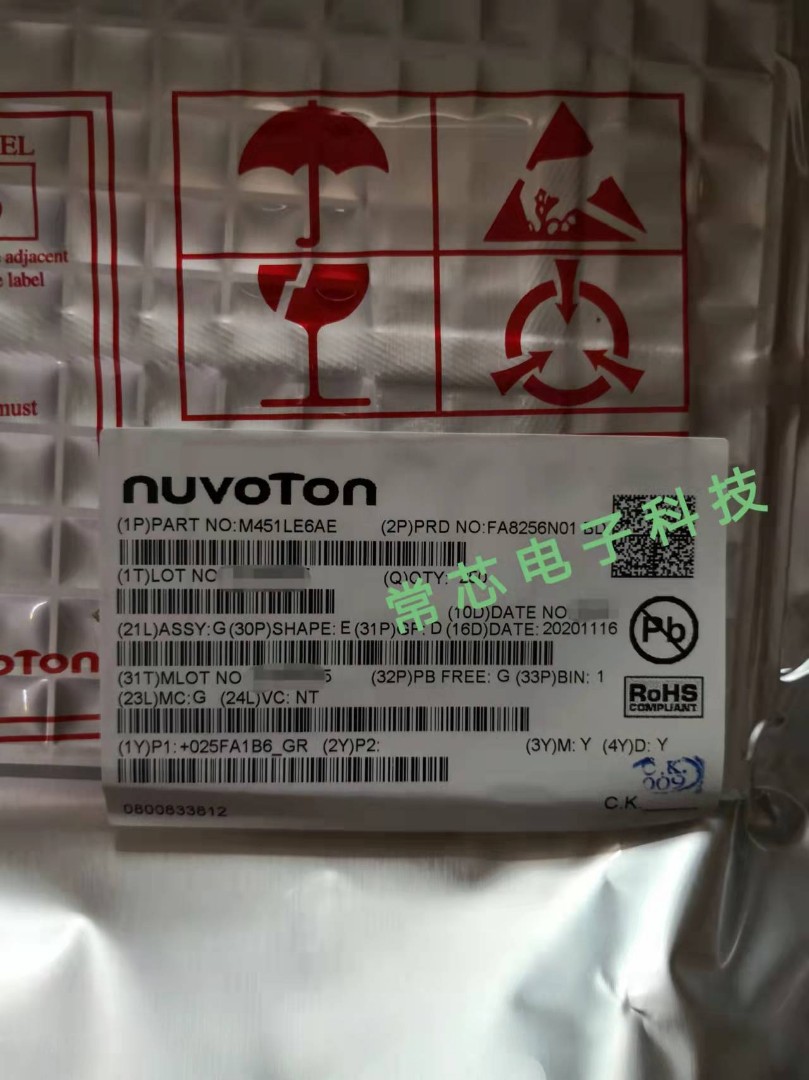 EL
adjacent
label
must
nuvoTon
nuvoTon
(1P)PART NO:M451LE6AE (2P)PRD NO:FA8256N01
(1T)LOT NO (Q)QTY:
(10D)DATE NO
(21L)ASSY:G(30P)SHAPE:E(31P)GP:D(16D)DATE:20201116
Pb
(31T)MLOT NO 5 (32P)PB FREE: G (33P)BIN: 1
(23L)MC:G (24L)VC: NT
RoHS
COMPLIANT
(1Y)P1:+025FA1B6_GR (2Y)P2: (3Y)M: Y (4Y)D: Y
C.K.
009
0800833812
C.K
常芯电子科技